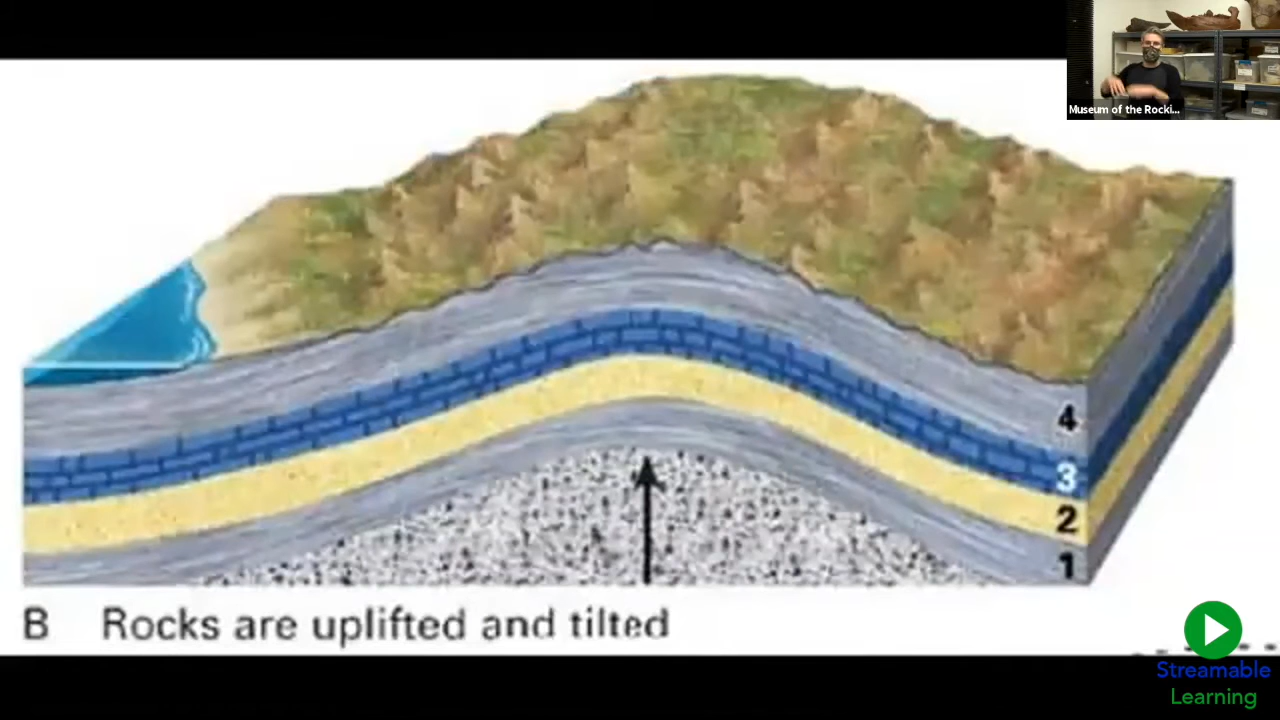 Museum of the Rocki...
4
3
2
1
B Rocks are uplifted and tilted
Streamable
Learning